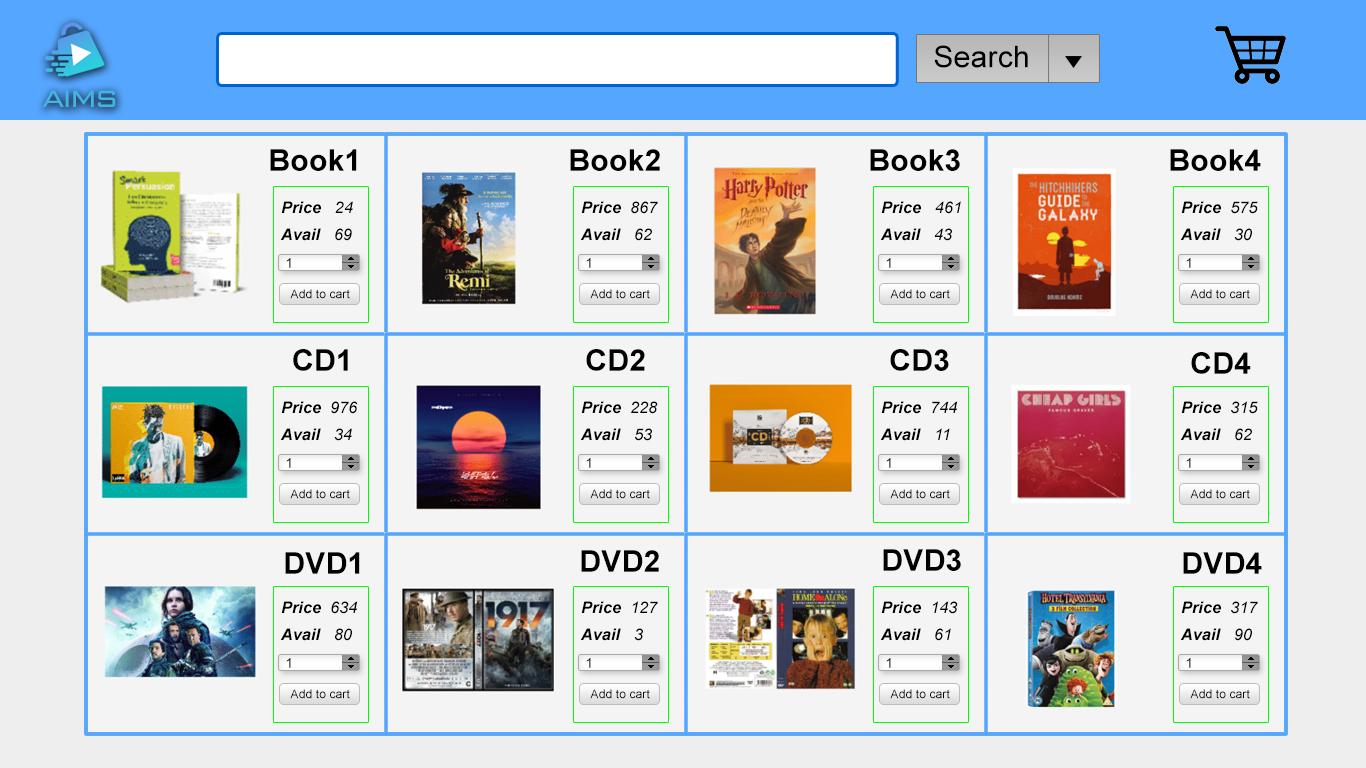 AIMS
Search
Book1
Smart
Persuasion
Price 24
Avail 69
1
Add to cart
Book2
The Adventures of
Remi
Price 867
Avail 62
1
Add to cart
Book3
Harry Potter
and the
Price 461
Avail 43
1
Add to cart
Book4
THE HITCHHIKERS
GUIDE
GALAXY
DOUGLAS ADAMS
Price 575
Avail 30
1
Add to cart
CD1
Price 976
Avail 34
1
Add to cart
CD2
Price 228
Avail 53
1
Add to cart
CD3
CD
Price 744
Avail 11
1
Add to cart
CD4
CHEAP GIRLS
FAMOUS GRAVES
Price 315
Avail 62
1
Add to cart
DVD1
Price 634
Avail 80
1
Add to cart
DVD2
1917
1917
Price 127
Avail 3
1
Add to cart
DVD3
HOME ALONE
Price 143
Avail 61
1
Add to cart
DVD4
HOTEL TRANSYLVANIA
3 FILM COLLECTION
Price 317
Avail 90
1
Add to cart